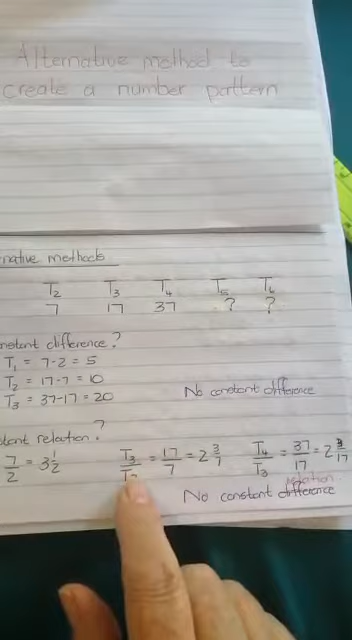 Alternative method to
create a number pattern
native methods
T₂ T₃ T₄ T₅ T₆
7 17 37 ? ?
nstant difference?
T₁ = 7-2 = 5
T₂ = 17-7 = 10
T₃ = 37-17 = 20 No constant difference
stant relation?
7/2 = 3 1/2 T₃/T₂ = 17/7 = 2 3/7 T₄/T₃ = 37/17 = 2 3/17
relation
No constant difference